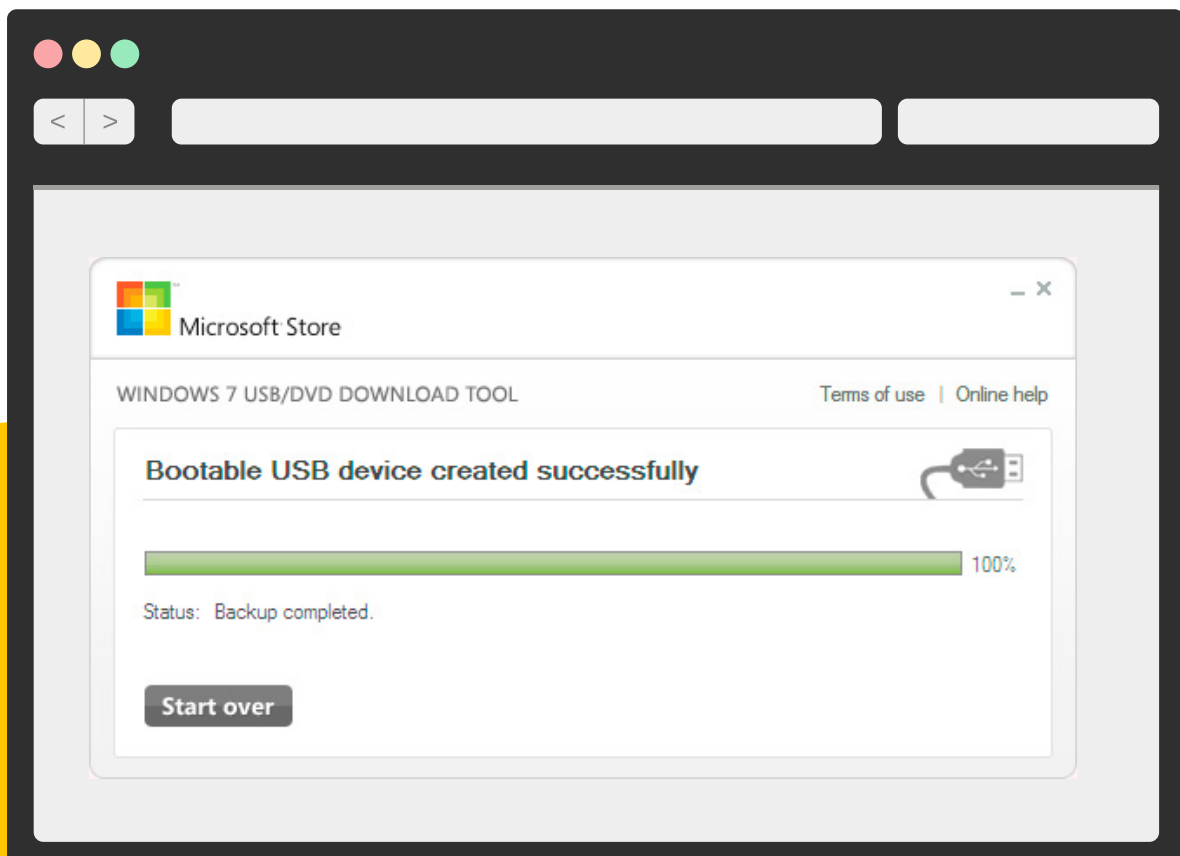 < >
™
Microsoft Store
WINDOWS 7 USB/DVD DOWNLOAD TOOL Terms of use | Online help
Bootable USB device created successfully
100%
Status: Backup completed.
Start over